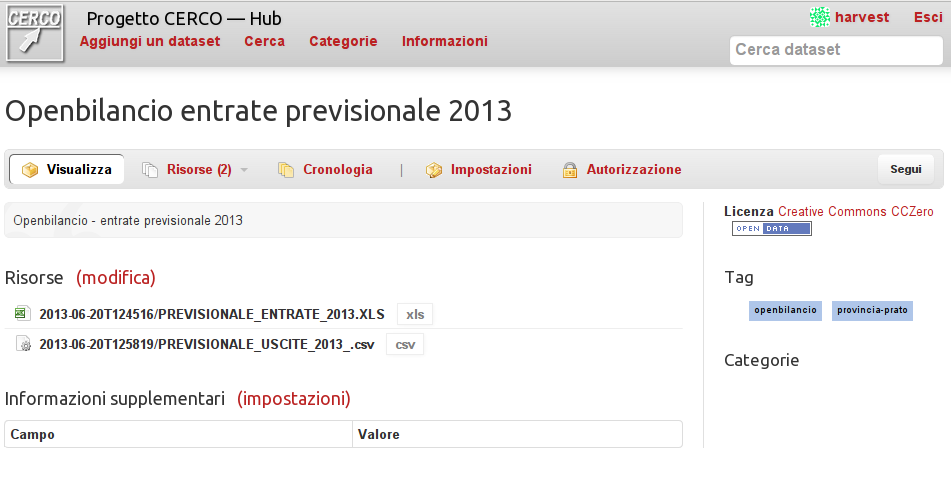 CERCO
Progetto CERCO — Hub
harvest Esci
Aggiungi un dataset Cerca Categorie Informazioni
Cerca dataset
Openbilancio entrate previsionale 2013
Visualizza Risorse (2) Cronologia | Impostazioni Autorizzazione Segui
Openbilancio - entrate previsionale 2013
Licenza Creative Commons CCZero
OPEN DATA
Risorse (modifica)
2013-06-20T124516/PREVISIONALE_ENTRATE_2013.XLS xls
2013-06-20T125819/PREVISIONALE_USCITE_2013_.csv csv
Tag
openbilancio provincia-prato
Categorie
Informazioni supplementari (impostazioni)
Campo Valore